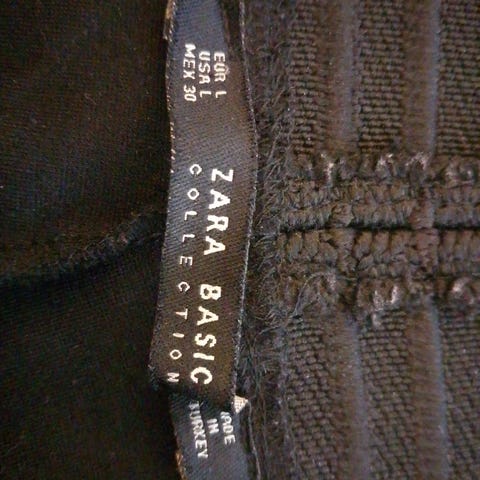 EUR L
USA L
MEX 30
ZARA BASIC
COLLECTION
MADE
IN
TURKEY